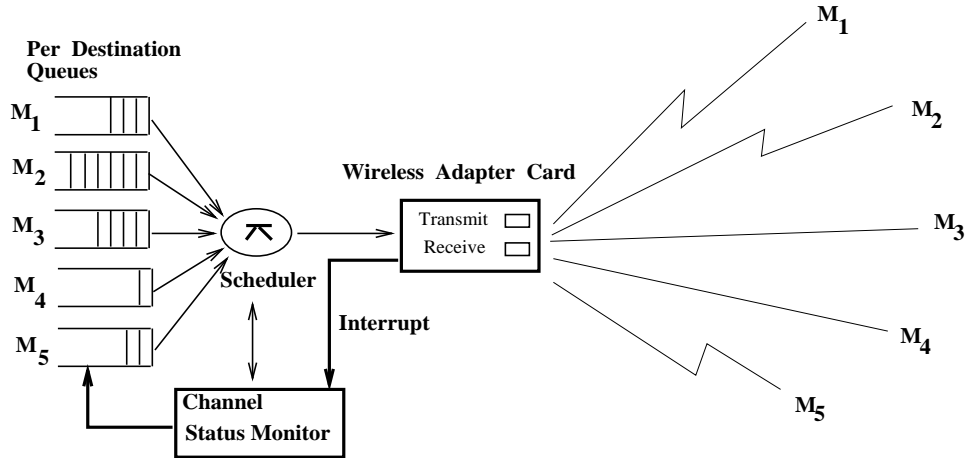 Per Destination
Queues
M1
M2
M3
M4
M5
Scheduler
Channel
Status Monitor
Interrupt
Wireless Adapter Card
Transmit
Receive
M1
M2
M3
M4
M5